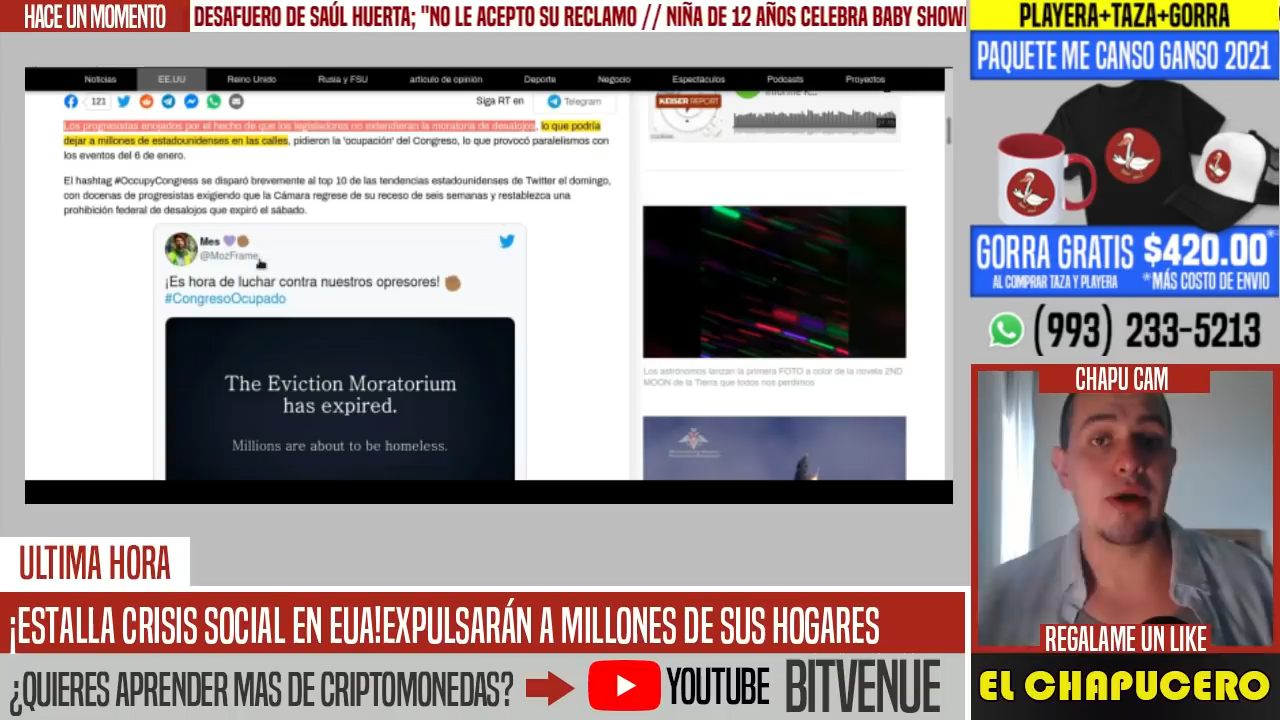 HACE UN MOMENTO
DESAFUERO DE SAÚL HUERTA; "NO LE ACEPTO SU RECLAMO // NIÑA DE 12 AÑOS CELEBRA BABY SHOW
PLAYERA+TAZA+GORRA
PAQUETE ME CANSO GANSO 2021
GORRA GRATIS $420.00*
AL COMPRAR TAZA Y PLAYERA *MÁS COSTO DE ENVIO
(993) 233-5213
Noticias EE.UU Reino Unido Rusia y FSU artículo de opinión Deporte Negocio Espectáculos Podcasts Proyectos
121
Siga RT en Telegram
KEISER REPORT
Los progresistas enojados por el hecho de que los legisladores no extendieran la moratoria de desalojos, lo que podría
dejar a millones de estadounidenses en las calles, pidieron la 'ocupación' del Congreso, lo que provocó paralelismos con
los eventos del 6 de enero.
El hashtag #OccupyCongress se disparó brevemente al top 10 de las tendencias estadounidenses de Twitter el domingo,
con docenas de progresistas exigiendo que la Cámara regrese de su receso de seis semanas y restablezca una
prohibición federal de desalojos que expiró el sábado.
Mes
@MozFrame
¡Es hora de luchar contra nuestros opresores!
#CongresoOcupado
The Eviction Moratorium
has expired.
Millions are about to be homeless.
Los astrónomos lanzan la primera FOTO a color de la novela 2ND
MOON de la Tierra que todos nos perdimos
CHAPU CAM
REGALAME UN LIKE
EL CHAPUCERO
ULTIMA HORA
¡ESTALLA CRISIS SOCIAL EN EUA!EXPULSARÁN A MILLONES DE SUS HOGARES
¿QUIERES APRENDER MAS DE CRIPTOMONEDAS? YOUTUBE BITVENUE